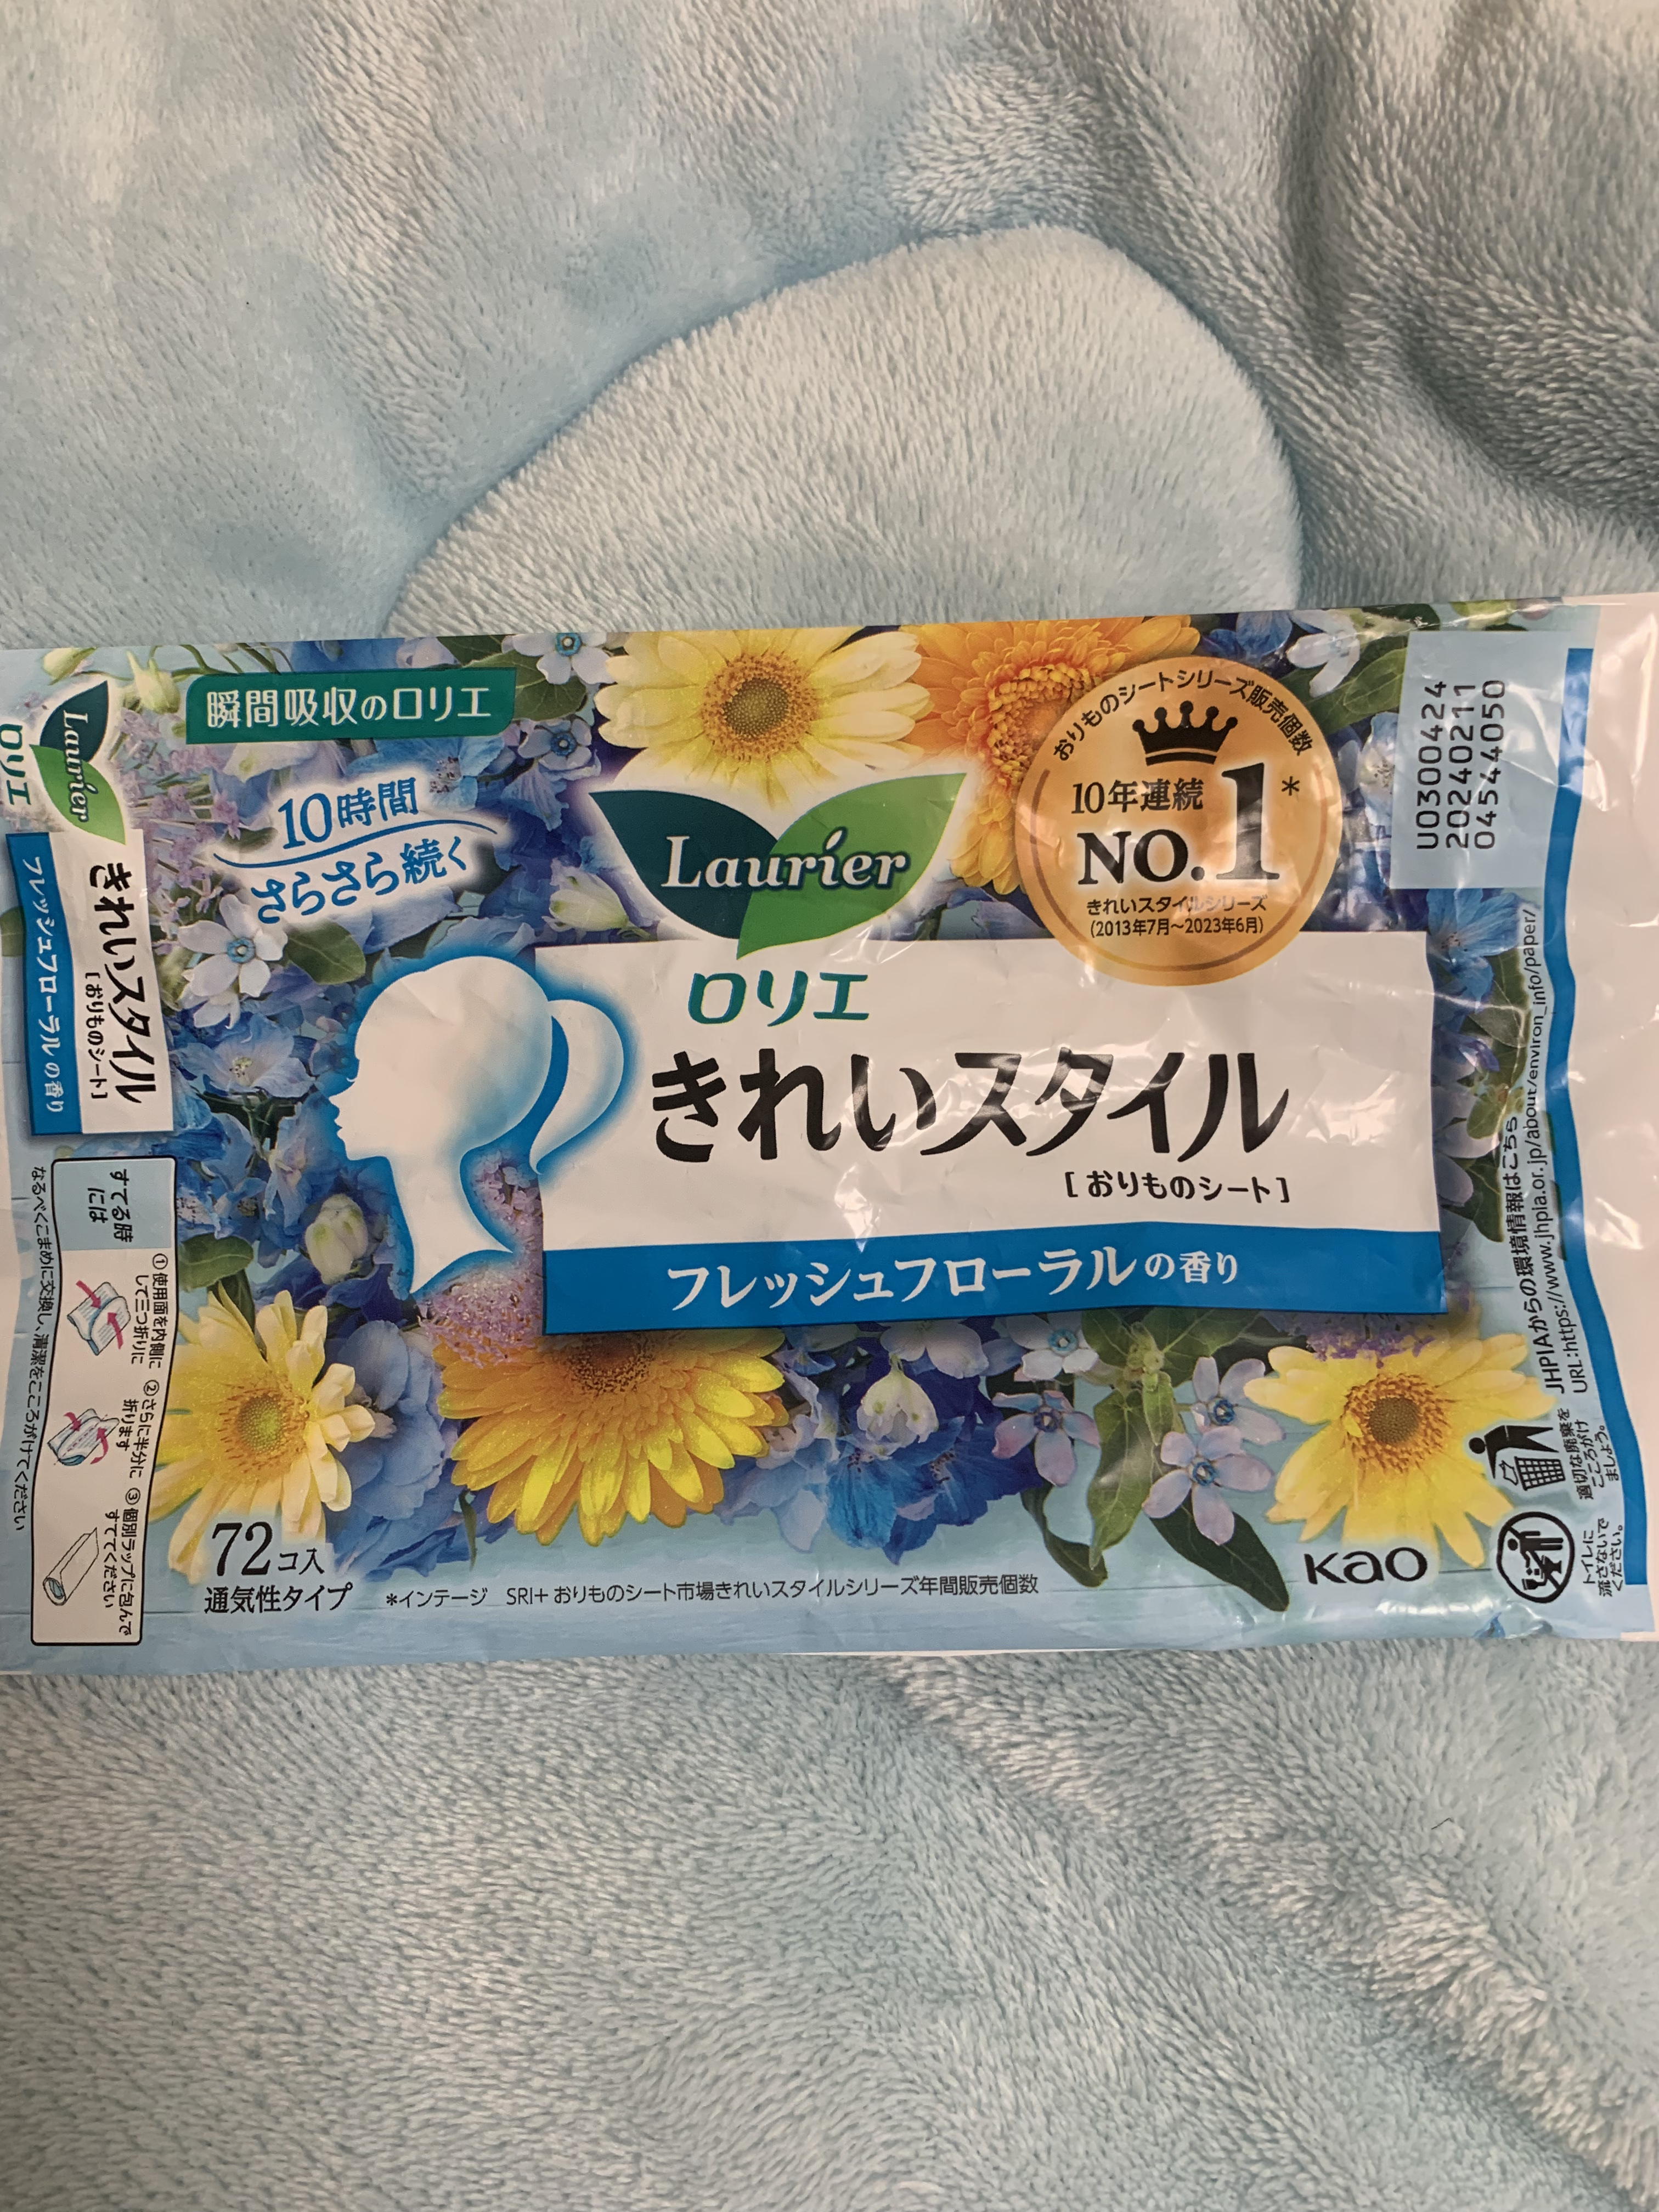 瞬間吸収のロリエ
10時間
さらさら続く
Laurier
ロリエ
きれいスタイル
[おりものシート]
フレッシュフローラルの香り
おりものシートシリーズ販売個数
10年連続
NO.1*
きれいスタイルシリーズ
(2013年7月〜2023年6月)
U0300424
20240211
04544050
72コ入
通気性タイプ
*インテージ SRI+ おりものシート市場きれいスタイルシリーズ年間販売個数
Kao
Laurier
ロリエ
きれいスタイル
[おりものシート]
フレッシュフローラルの香り
すてる時には
①使用面を内側に
して三つ折りに
②さらに半分に
折ります
③個別ラップに包んで
すててください
なるべくこまめに交換し、清潔をこころがけてください
JHPIAからの環境情報はこちら
URL:https://www.jhpia.or.jp/about/environ_info/paper/
適切な廃棄を
こころがけ
ましょう。
トイレに
流さないで
ください。